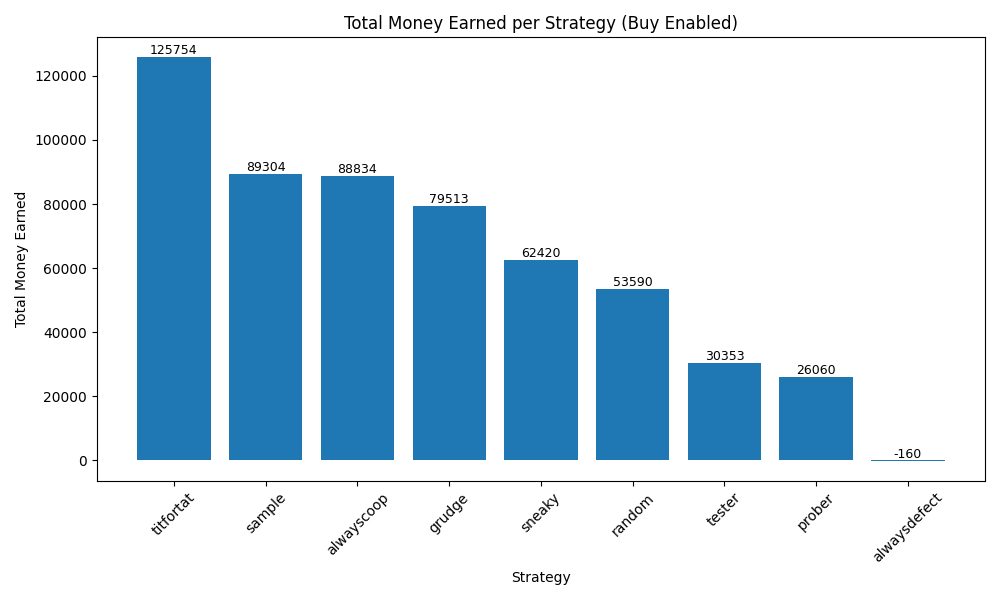 Total Money Earned per Strategy (Buy Enabled)
Total Money Earned
120000
100000
80000
60000
40000
20000
0
125754
89304
88834
79513
62420
53590
30353
26060
-160
titfortat
sample
alwayscoop
grudge
sneaky
random
tester
prober
alwaysdefect
Strategy